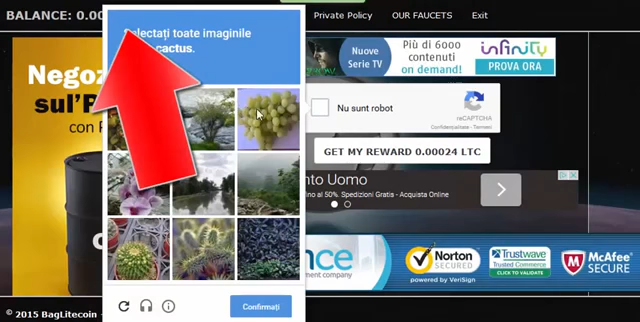 BALANCE: 0.0
Private Policy
OUR FAUCETS
Exit
Selectați toate imaginile
cactus.
Negoz
sul'B
con
Nuove
Serie TV
Più di 6000
contenuti
on demand!
infinity
PROVA ORA
Nu sunt robot
reCAPTCHA
Confidențialitate - Termeni
GET MY REWARD 0.00024 LTC
nto Uomo
no al 50%. Spedizioni Gratis - Acquista Online
Confirmați
nce
tment company
Norton
SECURED
powered by VeriSign
Trustwave
Trusted Commerce
CLICK TO VALIDATE
McAfee
SECURE
© 2015 BagLitecoin -